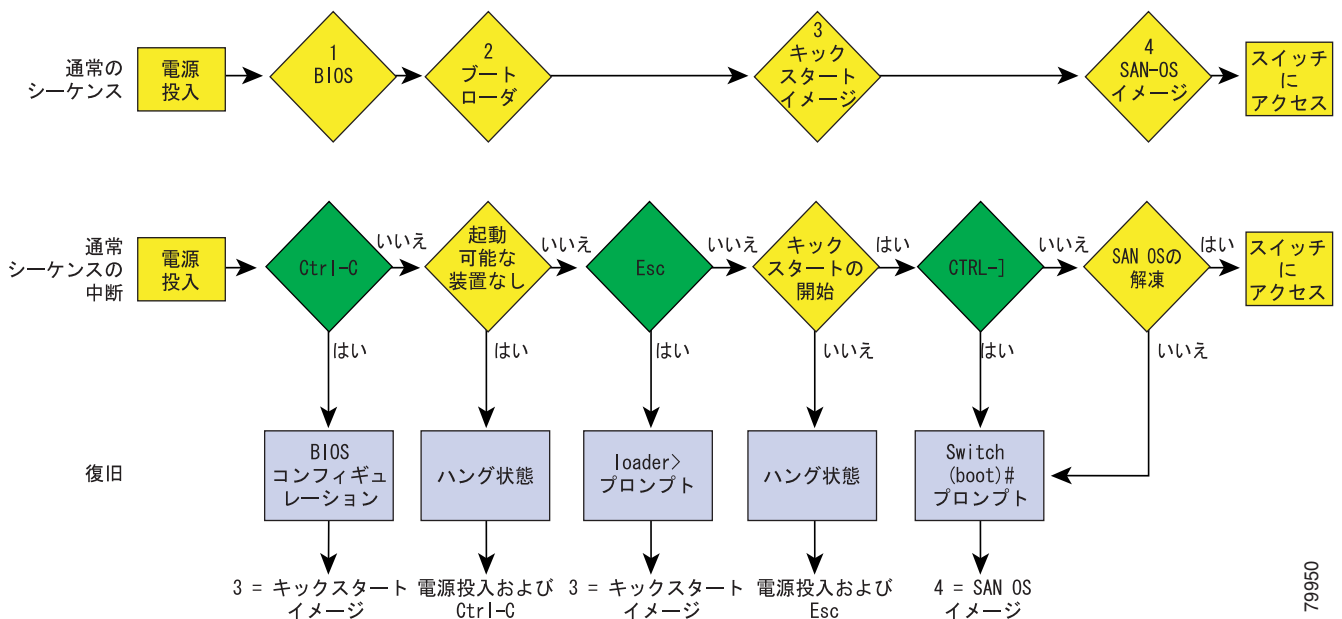 通常の
シーケンス
電源
投入
1
BIOS
2
ブート
ローダ
3
キック
スタート
イメージ
4
SAN-OS
イメージ
スイッチ
に
アクセス
通常
シーケンスの
中断
電源
投入
Ctrl-C
いいえ
はい
起動
可能な
装置なし
いいえ
はい
Esc
いいえ
はい
キック
スタートの
開始
はい
いいえ
CTRL-]
いいえ
はい
SAN OSの
解凍
はい
いいえ
スイッチ
に
アクセス
復旧
BIOS
コンフィギュ
レーション
ハング状態
loader>
プロンプト
ハング状態
Switch
(boot)#
プロンプト
3 = キックスタート
イメージ
電源投入および
Ctrl-C
3 = キックスタート
イメージ
電源投入および
Esc
4 = SAN OS
イメージ
79950